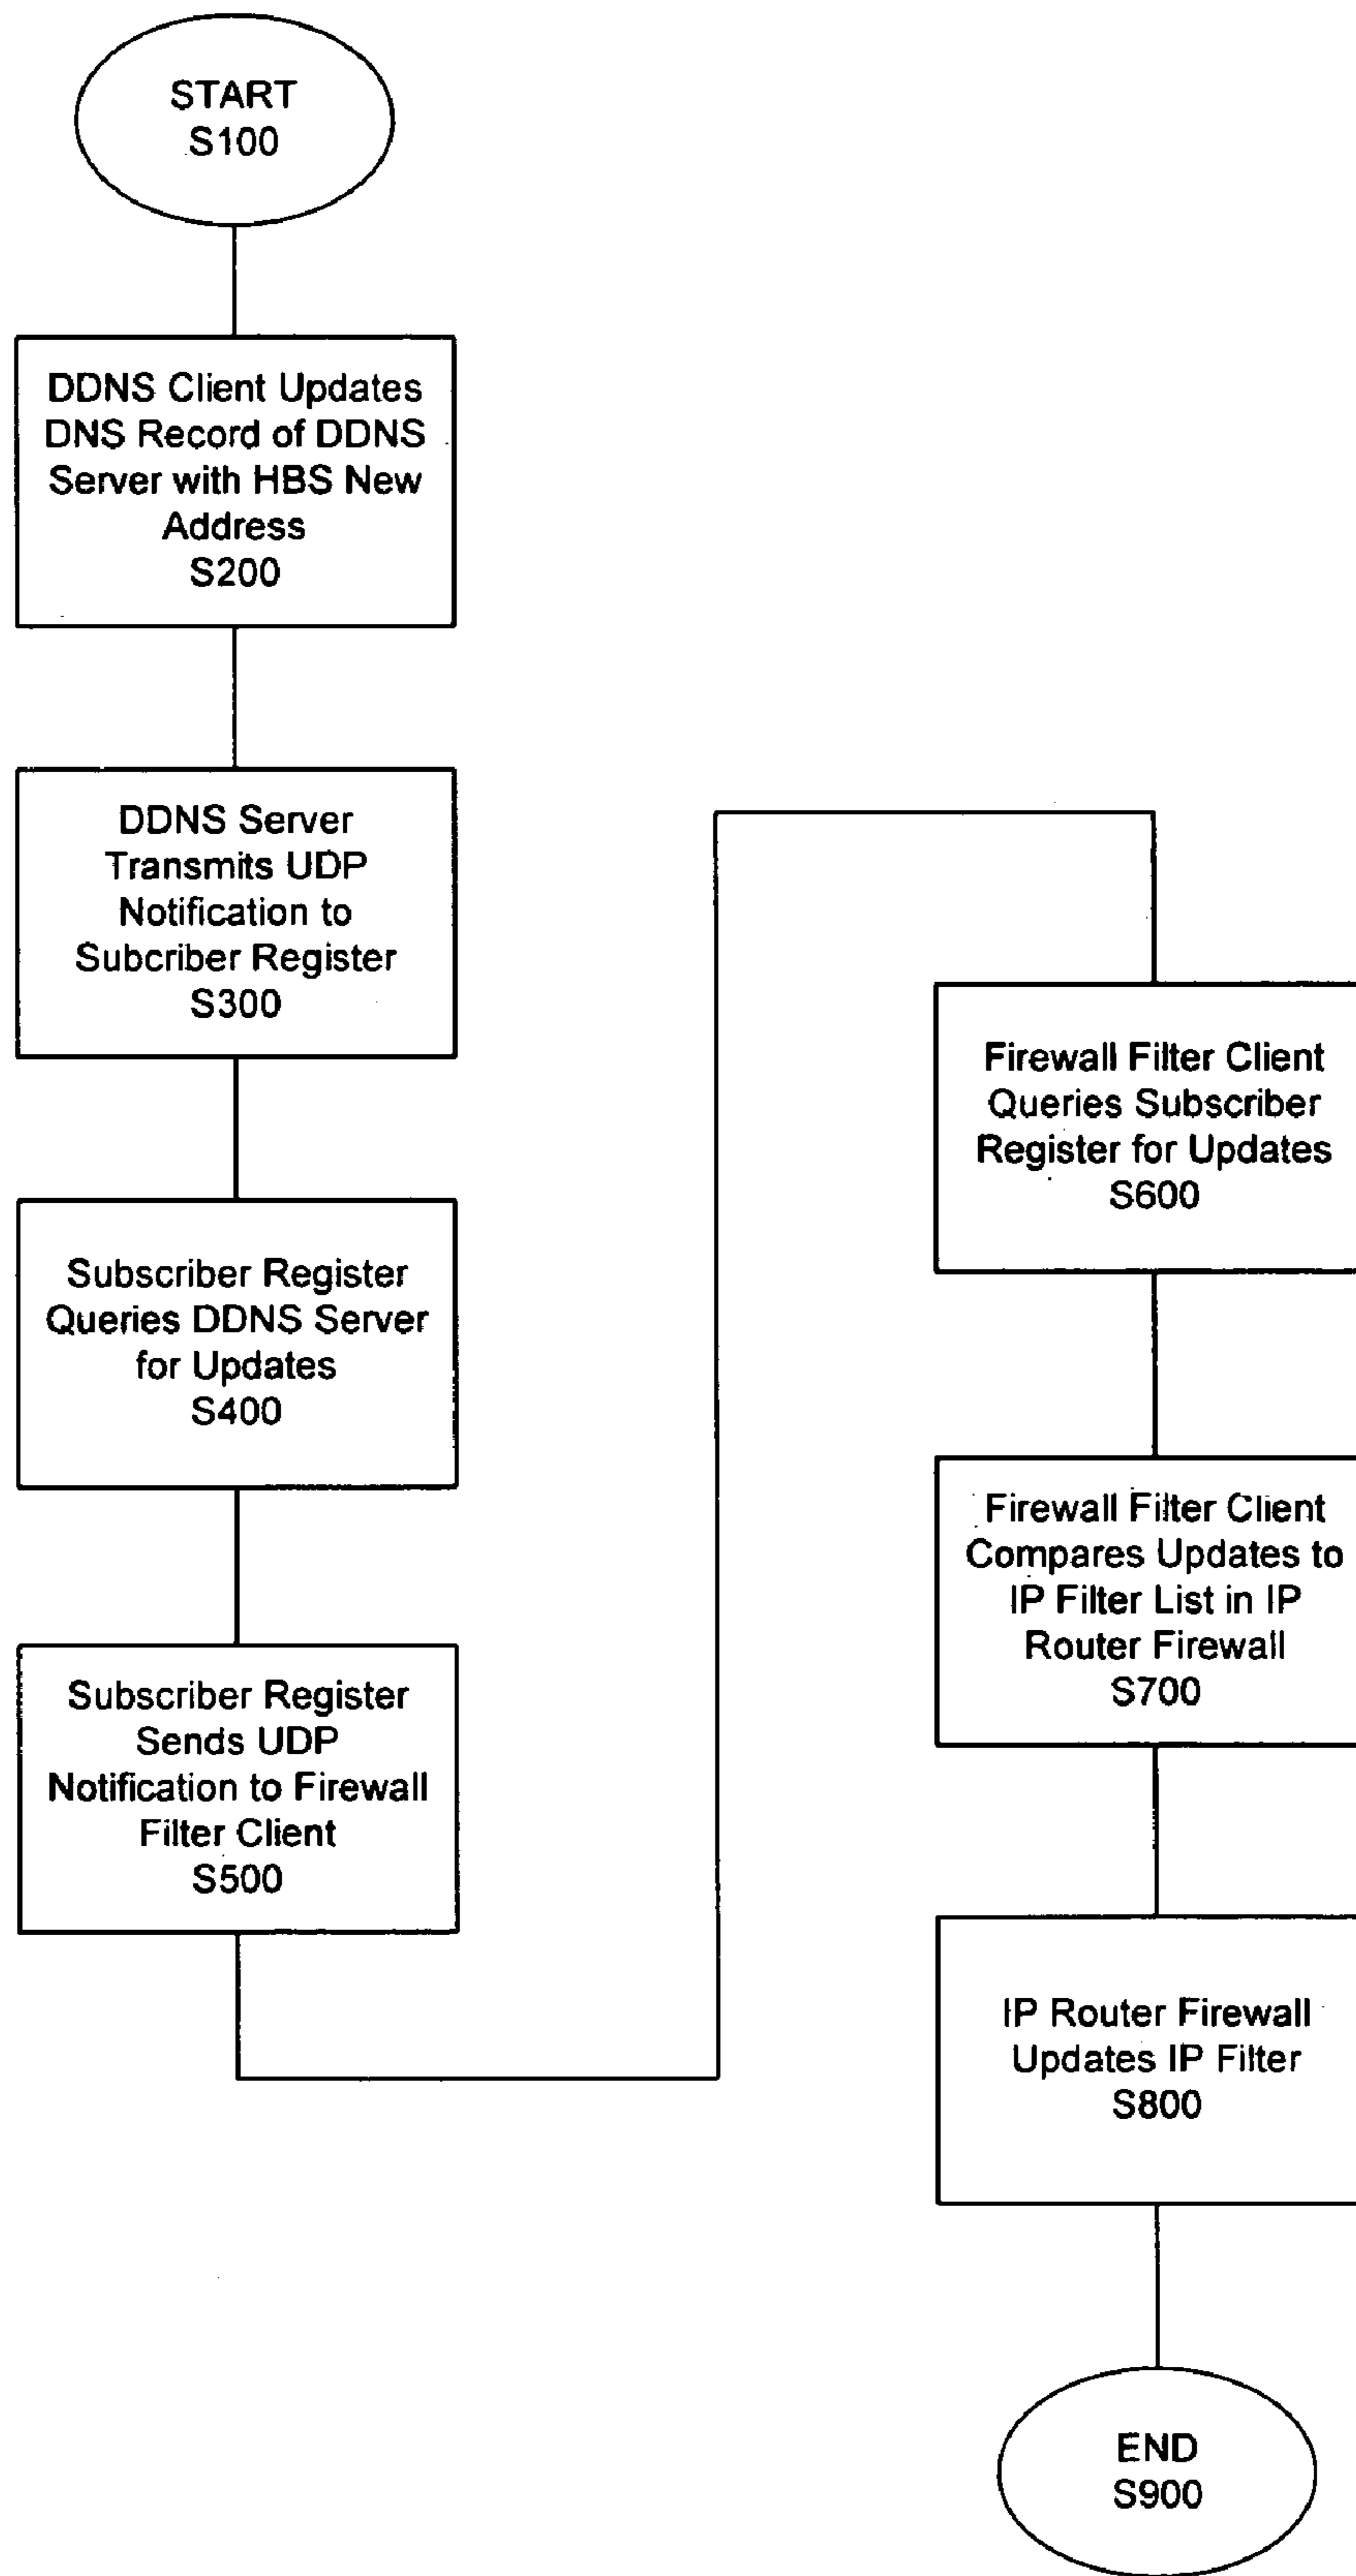 START
S100
DDNS Client Updates
DNS Record of DDNS
Server with HBS New
Address
S200
DDNS Server
Transmits UDP
Notification to
Subcriber Register
S300
Subscriber Register
Queries DDNS Server
for Updates
S400
Subscriber Register
Sends UDP
Notification to Firewall
Filter Client
S500
Firewall Filter Client
Queries Subscriber
Register for Updates
S600
Firewall Filter Client
Compares Updates to
IP Filter List in IP
Router Firewall
S700
IP Router Firewall
Updates IP Filter
S800
END
S900